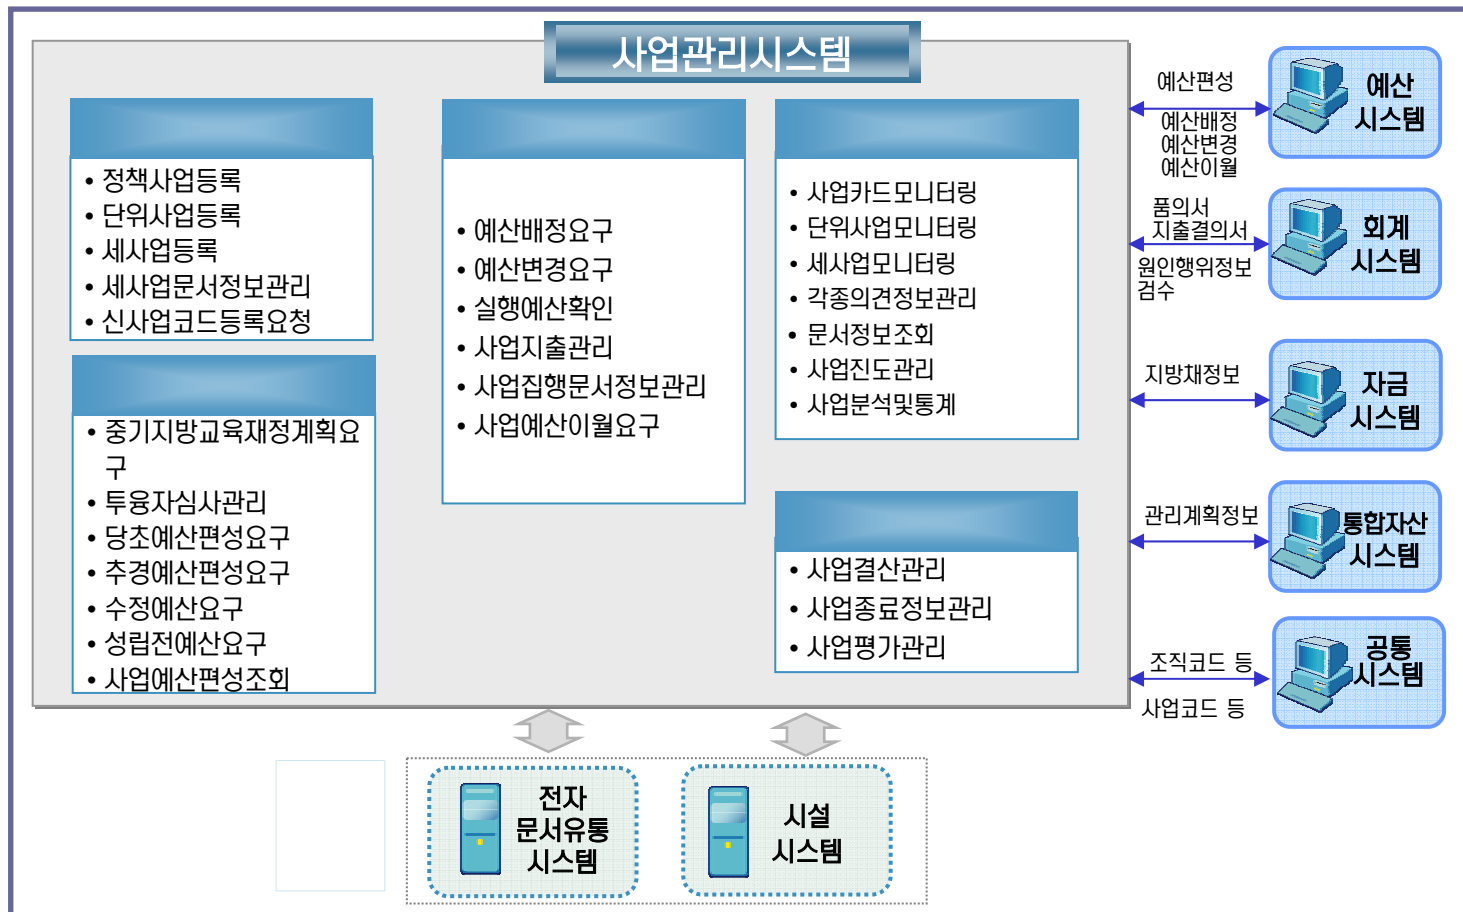 사업관리시스템
• 정책사업등록
• 단위사업등록
• 세사업등록
• 세사업문서정보관리
• 신사업코드등록요청
• 중기지방교육재정계획요
구
• 투융자심사관리
• 당초예산편성요구
• 추경예산편성요구
• 수정예산요구
• 성립전예산요구
• 사업예산편성조회
• 예산배정요구
• 예산변경요구
• 실행예산확인
• 사업지출관리
• 사업집행문서정보관리
• 사업예산이월요구
• 사업카드모니터링
• 단위사업모니터링
• 세사업모니터링
• 각종의견정보관리
• 문서정보조회
• 사업진도관리
• 사업분석및통계
• 사업결산관리
• 사업종료정보관리
• 사업평가관리
예산편성
예산배정
예산변경
예산이월
예산
시스템
품의서
지출결의서
원인행위정보
검수
회계
시스템
지방채정보
자금
시스템
관리계획정보
통합자산
시스템
조직코드 등
사업코드 등
공통
시스템
전자
문서유통
시스템
시설
시스템